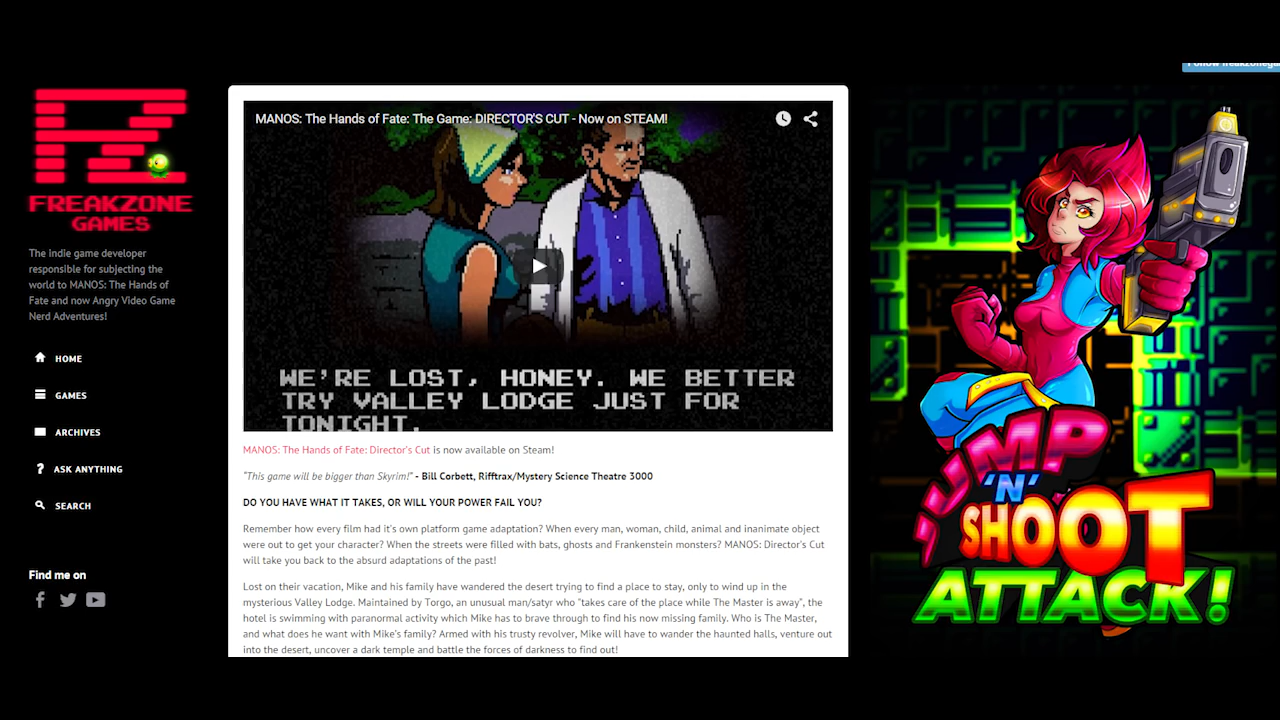 Follow freakzonega
FREAKZONE
GAMES
The indie game developer
responsible for subjecting the
world to MANOS: The Hands of
Fate and now Angry Video Game
Nerd Adventures!
HOME
GAMES
ARCHIVES
? ASK ANYTHING
SEARCH
Find me on
MANOS: The Hands of Fate: The Game: DIRECTOR'S CUT - Now on STEAM!
WE'RE LOST, HONEY. WE BETTER
TRY VALLEY LODGE JUST FOR
TONIGHT.
MANOS: The Hands of Fate: Director's Cut is now available on Steam!
"This game will be bigger than Skyrim!" - Bill Corbett, Rifftrax/Mystery Science Theatre 3000
DO YOU HAVE WHAT IT TAKES, OR WILL YOUR POWER FAIL YOU?
Remember how every film had it's own platform game adaptation? When every man, woman, child, animal and inanimate object
were out to get your character? When the streets were filled with bats, ghosts and Frankenstein monsters? MANOS: Director's Cut
will take you back to the absurd adaptations of the past!
Lost on their vacation, Mike and his family have wandered the desert trying to find a place to stay, only to wind up in the
mysterious Valley Lodge. Maintained by Torgo, an unusual man/satyr who "takes care of the place while The Master is away", the
hotel is swimming with paranormal activity which Mike has to brave through to find his now missing family. Who is The Master,
and what does he want with Mike's family? Armed with his trusty revolver, Mike will have to wander the haunted halls, venture out
into the desert, uncover a dark temple and battle the forces of darkness to find out!
JUMP
'N'
SHOOT
ATTACK!